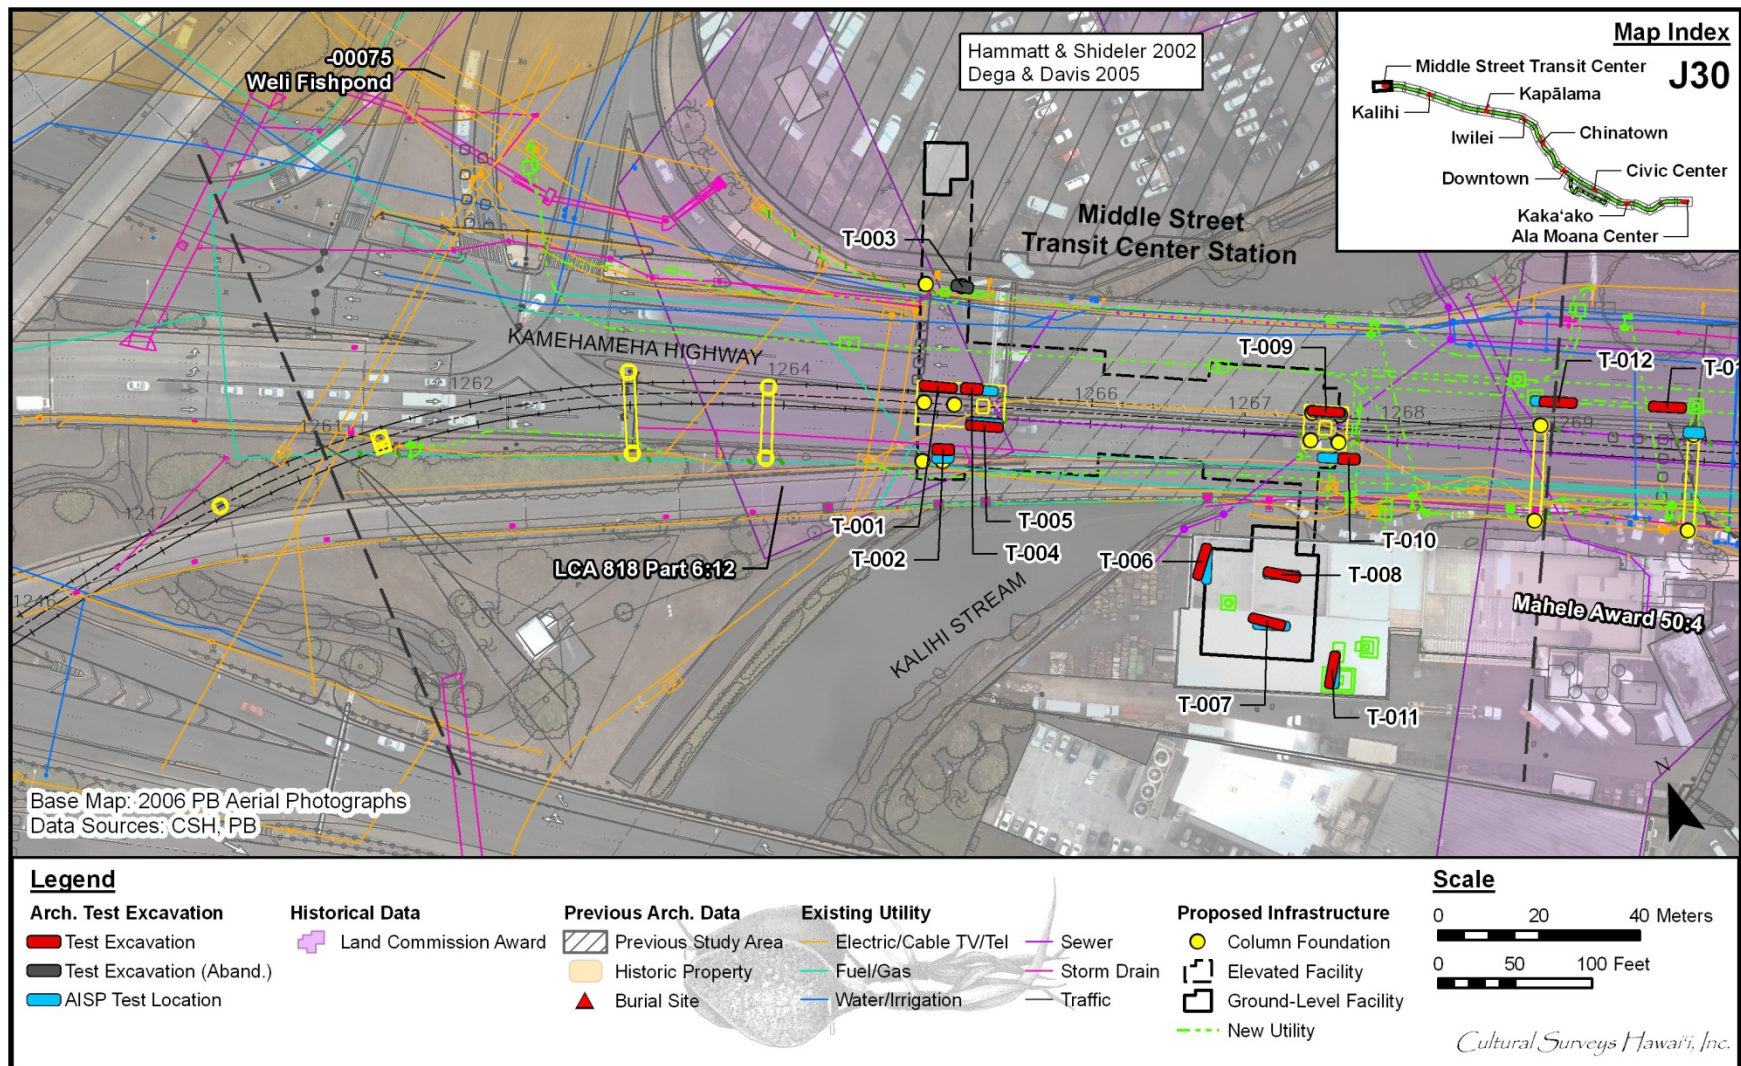 -00075
Weli Fishpond
Hammatt & Shideler 2002
Dega & Davis 2005
Map Index
J30
Middle Street Transit Center
Kalihi
Kapālama
Iwilei
Chinatown
Downtown
Civic Center
Kaka‘ako
Ala Moana Center
Middle Street
Transit Center Station
T-003
KAMEHAMEHA HIGHWAY
T-009
T-012
T-01
1262
1264
1266
1267
1268
1269
1261
1247
1246
T-001
T-005
T-002
T-004
T-010
T-006
T-008
LCA 818 Part 6:12
KALIHI STREAM
Mahele Award 50:4
T-007
T-011
N
Base Map: 2006 PB Aerial Photographs
Data Sources: CSH, PB
Legend
Arch. Test Excavation
Test Excavation
Test Excavation (Aband.)
AISP Test Location
Historical Data
Land Commission Award
Previous Arch. Data
Previous Study Area
Historic Property
Burial Site
Existing Utility
Electric/Cable TV/Tel
Fuel/Gas
Water/Irrigation
Sewer
Storm Drain
Traffic
Proposed Infrastructure
Column Foundation
Elevated Facility
Ground-Level Facility
New Utility
Scale
0 20 40 Meters
0 50 100 Feet
Cultural Surveys Hawai‘i, Inc.